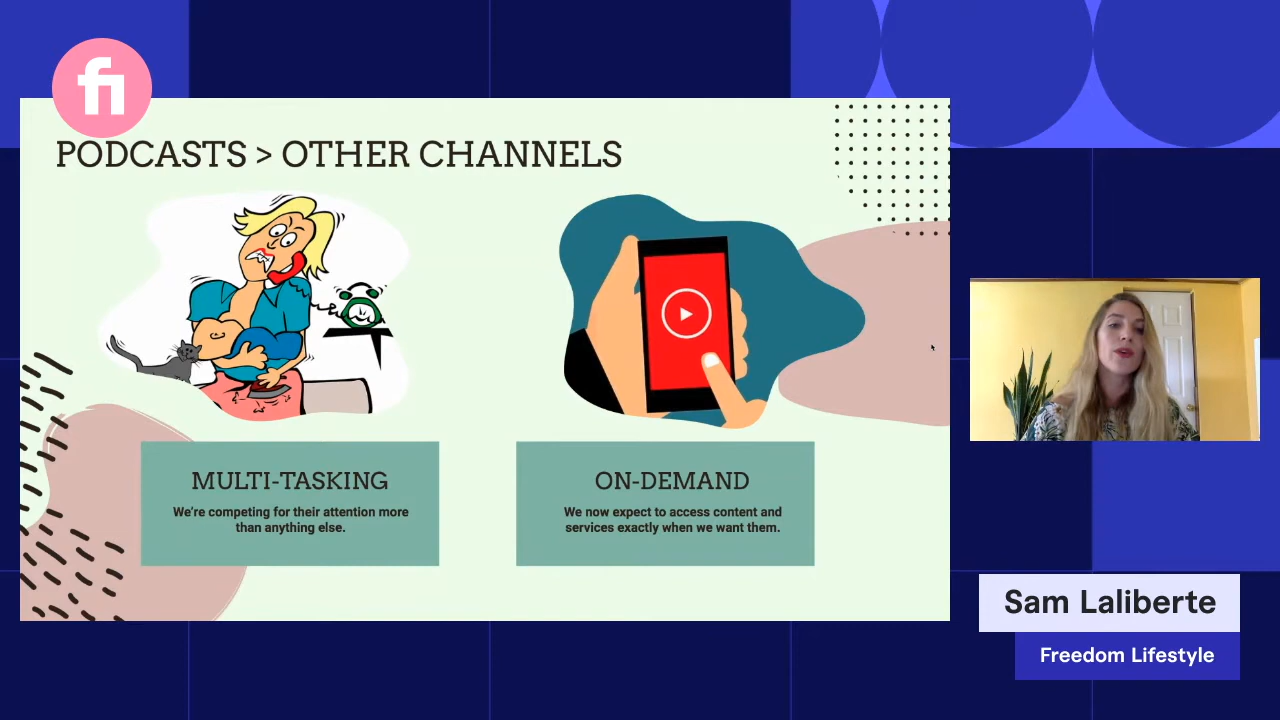 fi
PODCASTS > OTHER CHANNELS
MULTI-TASKING
We're competing for their attention more
than anything else.
ON-DEMAND
We now expect to access content and
services exactly when we want them.
Sam Laliberte
Freedom Lifestyle